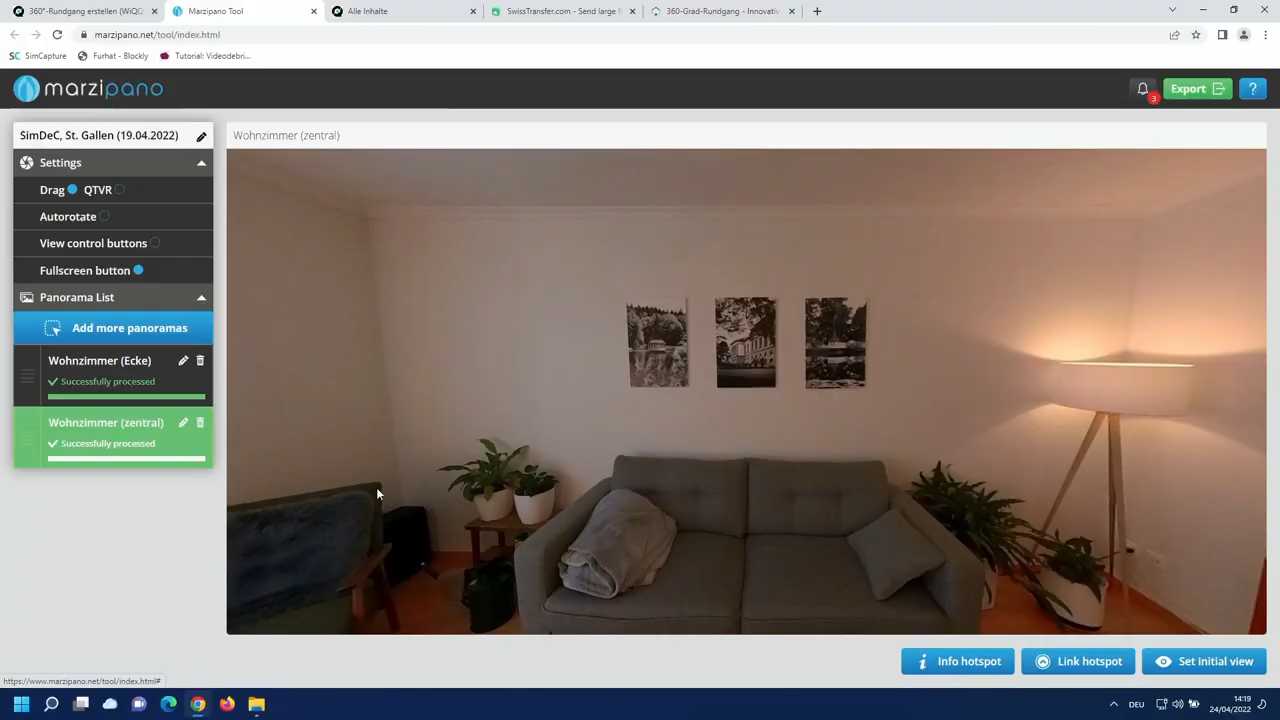 360°-Rundgang erstellen (WiQQ
Marzipano Tool
Alle Inhalte
SwissTransfer.com - Send large f
360-Grad-Rundgang - Innovativ
marzipano.net/tool/index.html
SC SimCapture
Furhat - Blockly
Tutorial: Videodebri...
marzipano
3
Export
?
SimDeC, St. Gallen (19.04.2022)
Wohnzimmer (zentral)
Settings
Drag QTVR
Autorotate
View control buttons
Fullscreen button
Panorama List
Add more panoramas
Wohnzimmer (Ecke)
Successfully processed
Wohnzimmer (zentral)
Successfully processed
i Info hotspot
Link hotspot
Set initial view
https://www.marzipano.net/tool/index.html#
DEU
14:19
24/04/2022